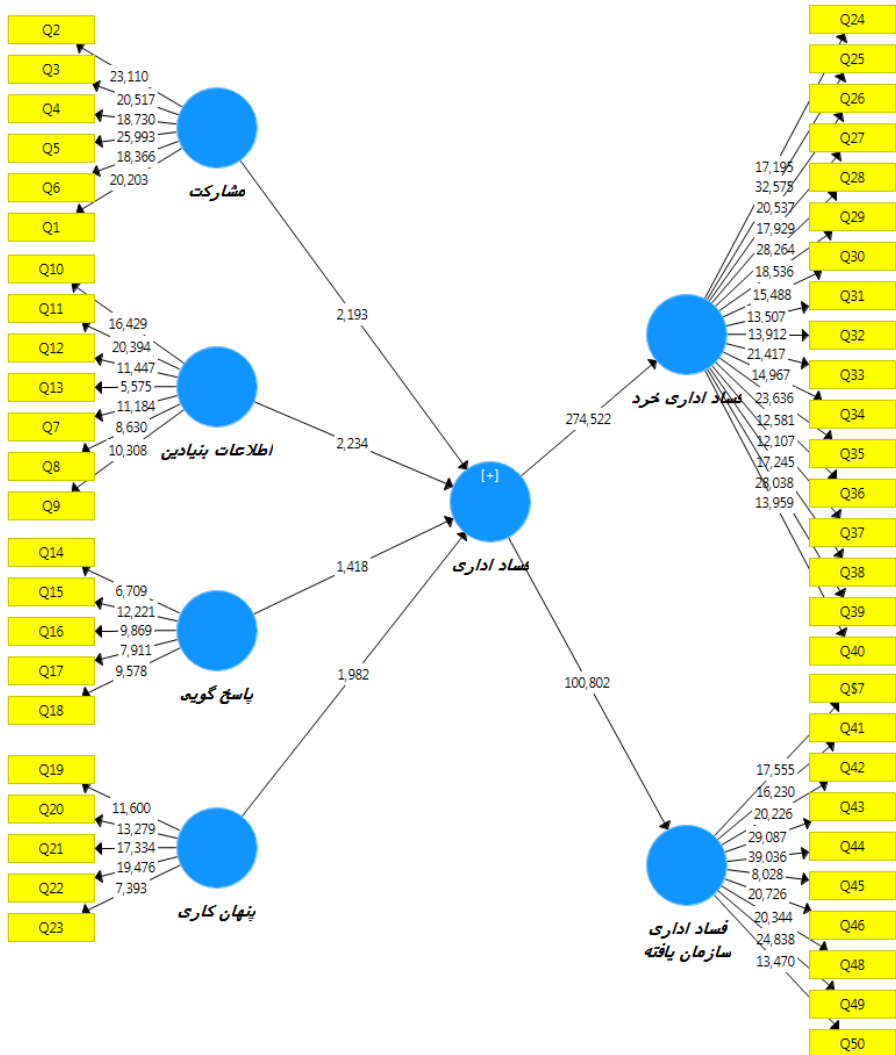 Q2
Q3
Q4
Q5
Q6
Q1
23,110
20,517
18,730
25,993
18,366
20,203
مشارکت
Q10
Q11
Q12
Q13
Q7
Q8
Q9
16,429
20,394
11,447
5,575
11,184
8,630
10,308
اطلاعات بنیادین
Q14
Q15
Q16
Q17
Q18
6,709
12,221
9,869
7,911
9,578
پاسخ گویی
Q19
Q20
Q21
Q22
Q23
11,600
13,279
17,334
19,476
7,393
پنهان کاری
2,193
2,234
1,418
1,982
[+]
فساد اداری
274,522
100,802
فساد اداری خرد
17,195
32,575
20,537
17,929
28,264
18,536
15,488
13,507
13,912
21,417
14,967
23,636
12,581
12,107
17,245
28,038
13,959
Q24
Q25
Q26
Q27
Q28
Q29
Q30
Q31
Q32
Q33
Q34
Q35
Q36
Q37
Q38
Q39
Q40
فساد اداری
سازمان یافته
17,555
16,230
20,226
29,087
39,036
8,028
20,726
20,344
24,838
13,470
Q$7
Q41
Q42
Q43
Q44
Q45
Q46
Q48
Q49
Q50